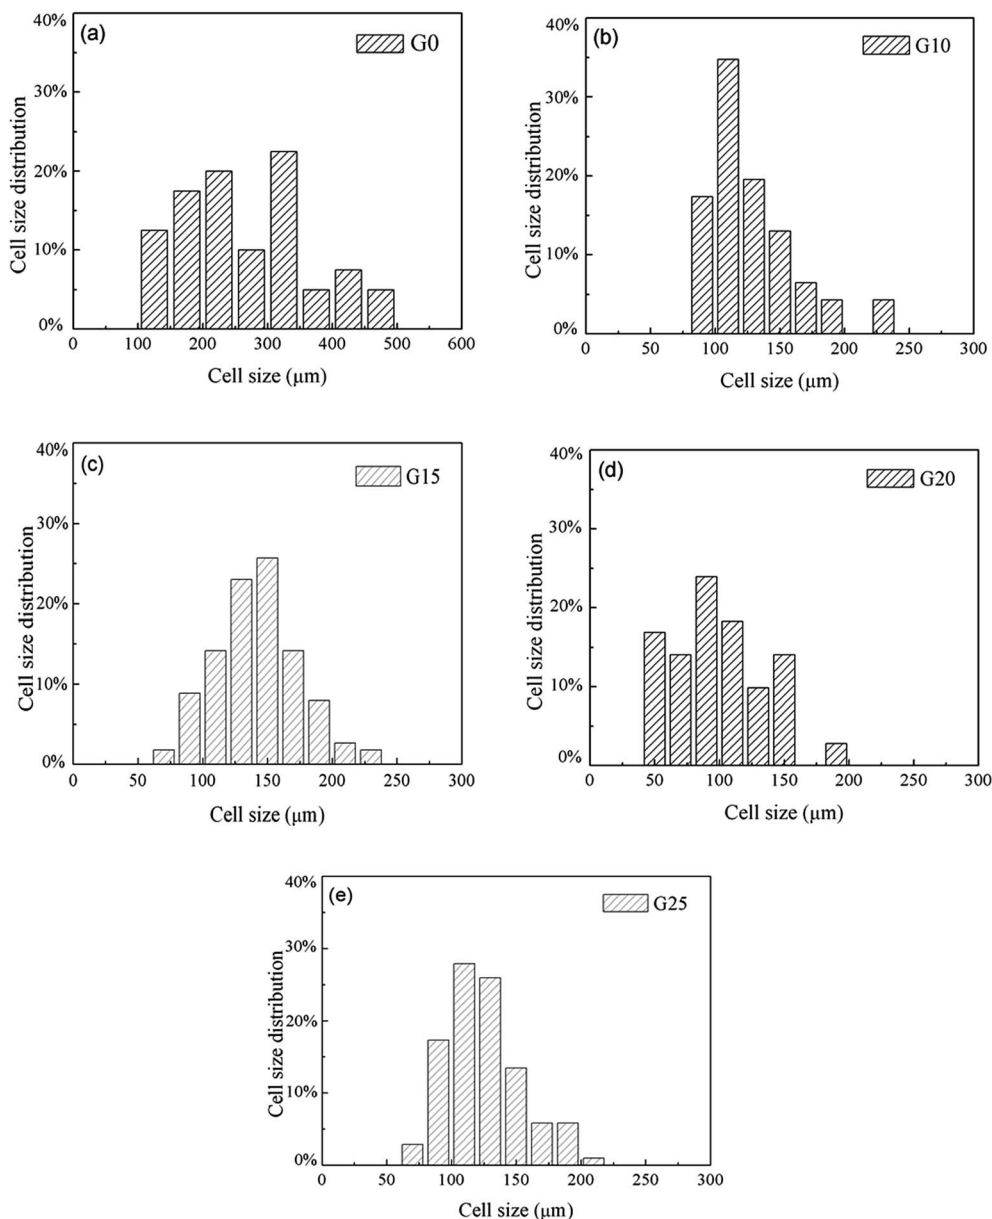 (a)
G0
40%
30%
20%
10%
0%
Cell size distribution
0 100 200 300 400 500 600
Cell size (μm)
(b)
G10
40%
30%
20%
10%
0%
Cell size distribution
0 50 100 150 200 250 300
Cell size (μm)
(c)
G15
40%
30%
20%
10%
0%
Cell size distribution
0 50 100 150 200 250 300
Cell size (μm)
(d)
G20
40%
30%
20%
10%
0%
Cell size distribution
0 50 100 150 200 250 300
Cell size (μm)
(e)
G25
40%
30%
20%
10%
0%
Cell size distribution
0 50 100 150 200 250 300
Cell size (μm)